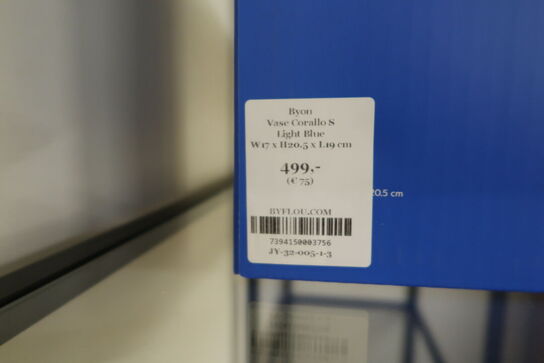 Byon
Vase Corallo S
Light Blue
W17 x H20.5 x L19 cm
499,-
(€ 75)
BYFLOU.COM
7394150003756
JY-32-005-1-3
20,5 cm